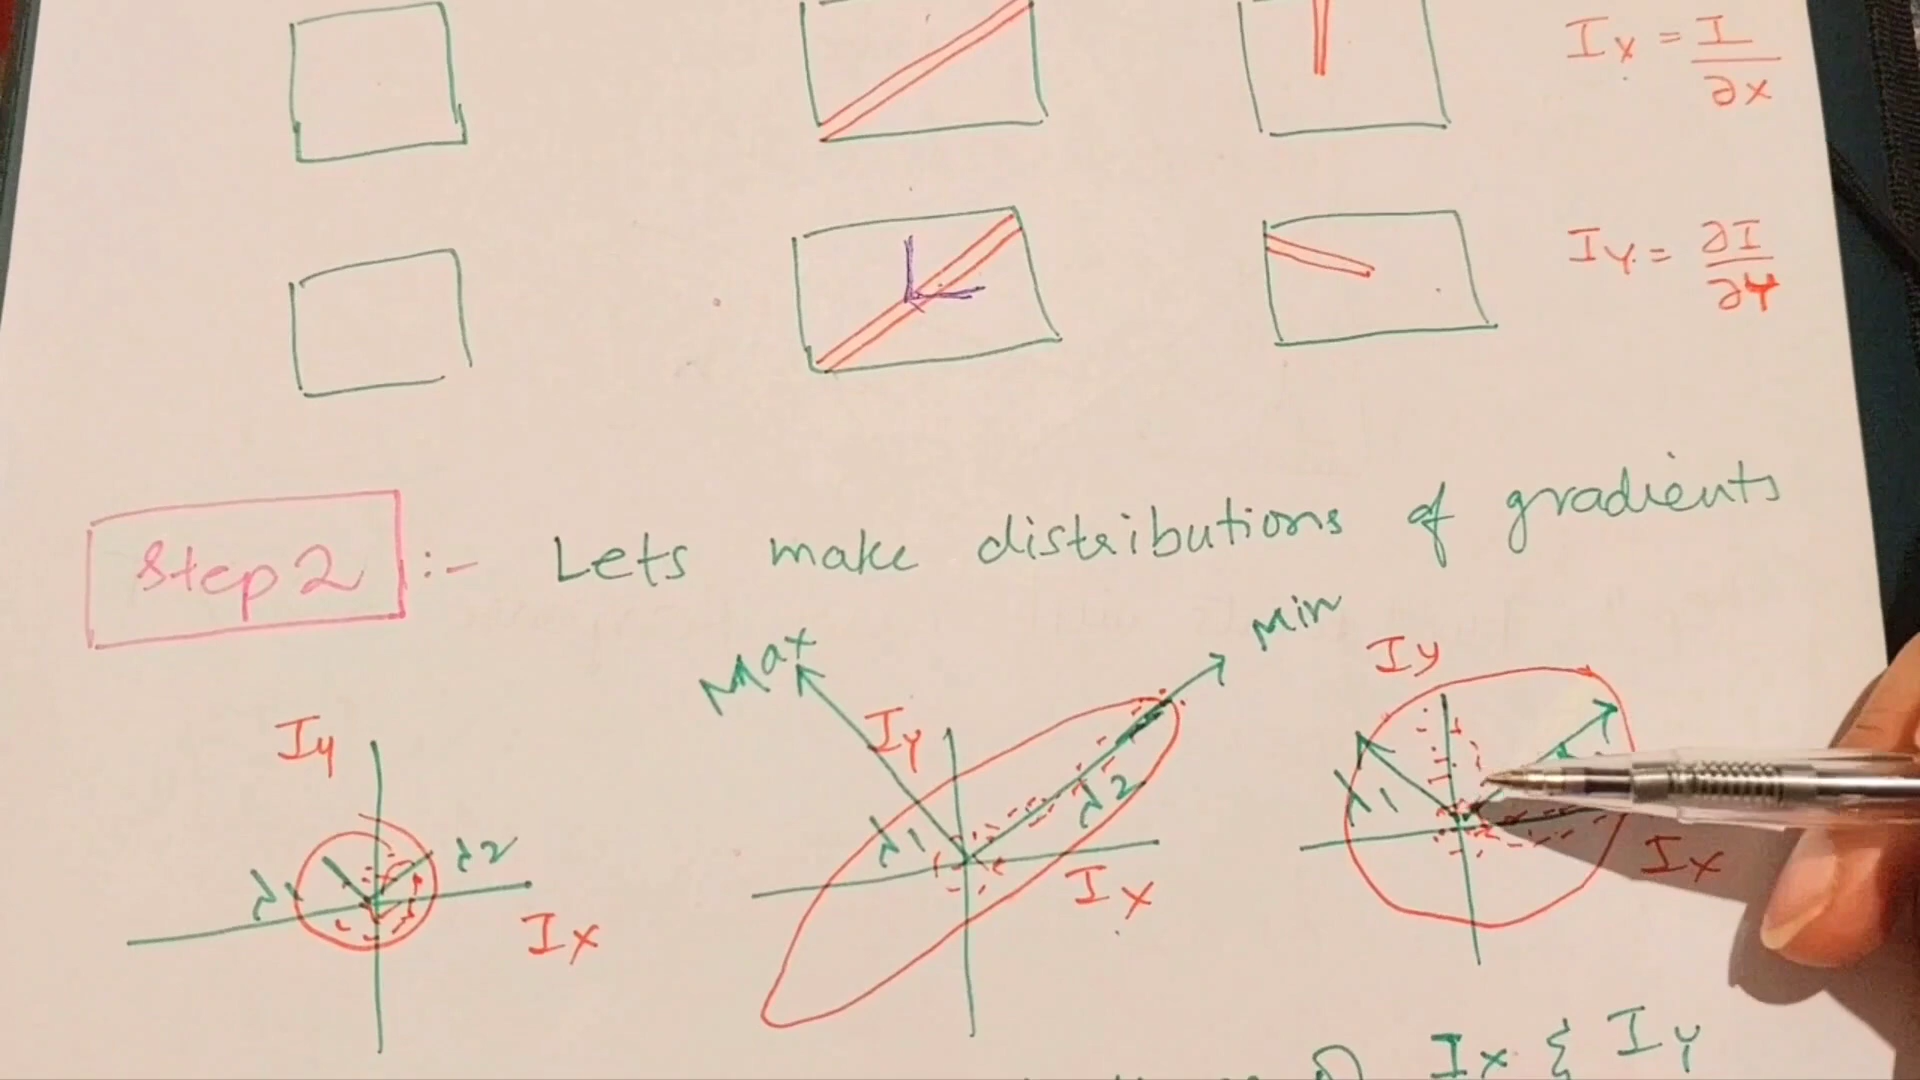 Ix = I
∂x
Iy = ∂I
∂Y
Step 2 :- Lets make distributions of gradients
Max
Min
Iy
Iy
Iy
λ1
λ2
Ix
λ1
λ2
Ix
λ1
Ix
Ix & Iy